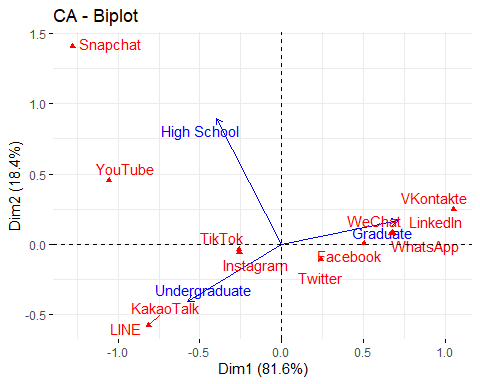 CA - Biplot
1.5
Snapchat
1.0
High School
YouTube
0.5
VKontakte
WeChat
LinkedIn
Graduate
TikTok
WhatsApp
0.0
Facebook
Instagram
Twitter
Undergraduate
KakaoTalk
-0.5
LINE
-1.0
-0.5
0.0
0.5
1.0
Dim1 (81.6%)
Dim2 (18.4%)